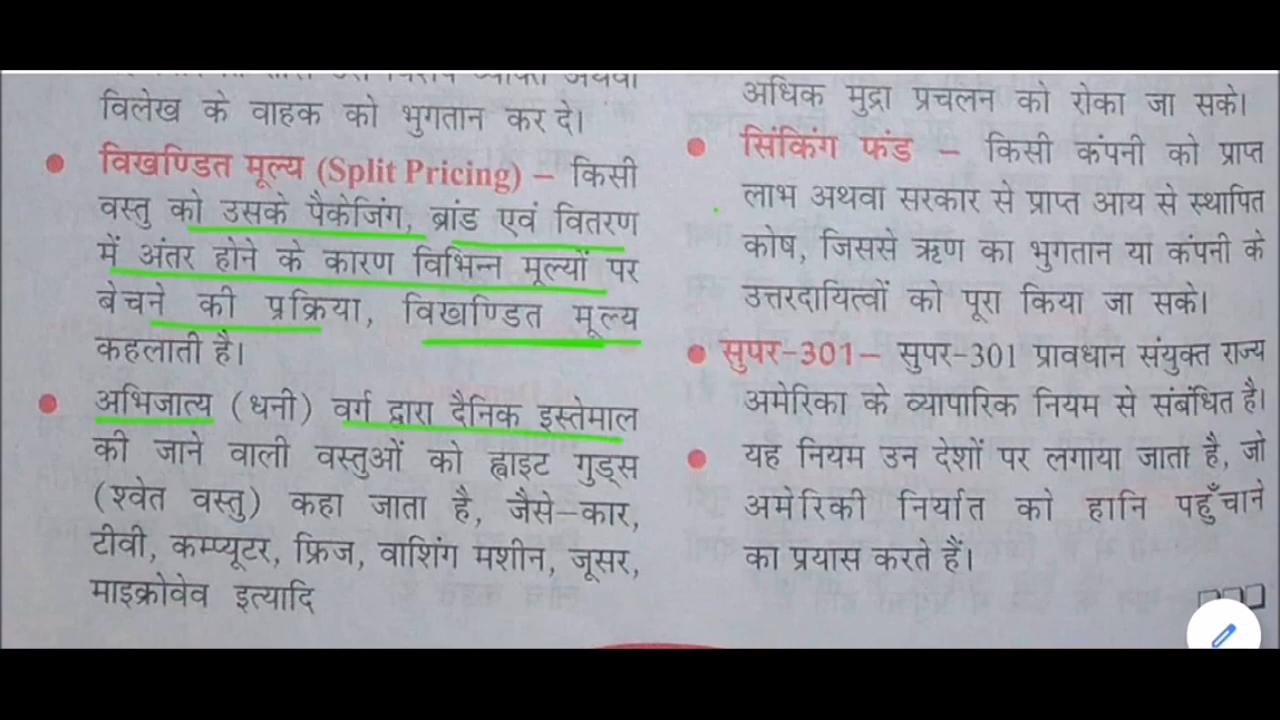 विलेख के वाहक को भुगतान कर दे।
• विखण्डित मूल्य (Split Pricing) – किसी
वस्तु को उसके पैकेजिंग, ब्रांड एवं वितरण
में अंतर होने के कारण विभिन्न मूल्यों पर
बेचने की प्रक्रिया, विखण्डित मूल्य
कहलाती है।
• अभिजात्य (धनी) वर्ग द्वारा दैनिक इस्तेमाल
की जाने वाली वस्तुओं को ह्वाइट गुड्स
(श्वेत वस्तु) कहा जाता है, जैसे–कार,
टीवी, कम्प्यूटर, फ्रिज, वाशिंग मशीन, जूसर,
माइक्रोवेव इत्यादि
अधिक मुद्रा प्रचलन को रोका जा सके।
• सिंकिंग फंड – किसी कंपनी को प्राप्त
लाभ अथवा सरकार से प्राप्त आय से स्थापित
कोष, जिससे ऋण का भुगतान या कंपनी के
उत्तरदायित्वों को पूरा किया जा सके।
• सुपर-301– सुपर-301 प्रावधान संयुक्त राज्य
अमेरिका के व्यापारिक नियम से संबंधित है।
• यह नियम उन देशों पर लगाया जाता है, जो
अमेरिकी निर्यात को हानि पहुँचाने
का प्रयास करते हैं।